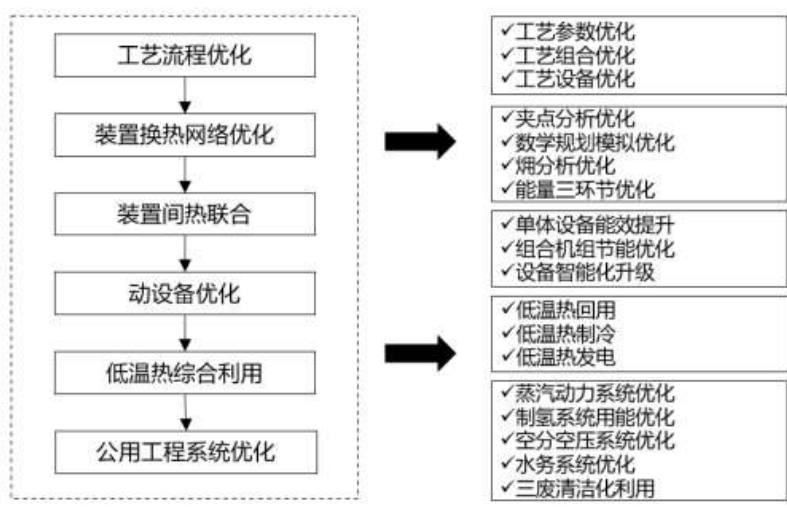 工艺流程优化
装置换热网络优化
装置间热联合
动设备优化
低温热综合利用
公用工程系统优化
✓工艺参数优化
✓工艺组合优化
✓工艺设备优化
✓夹点分析优化
✓数学规划模拟优化
✓㶲分析优化
✓能量三环节优化
✓单体设备能效提升
✓组合机组节能优化
✓设备智能化升级
✓低温热回用
✓低温热制冷
✓低温热发电
✓蒸汽动力系统优化
✓制氢系统用能优化
✓空分空压系统优化
✓水务系统优化
✓三废清洁化利用